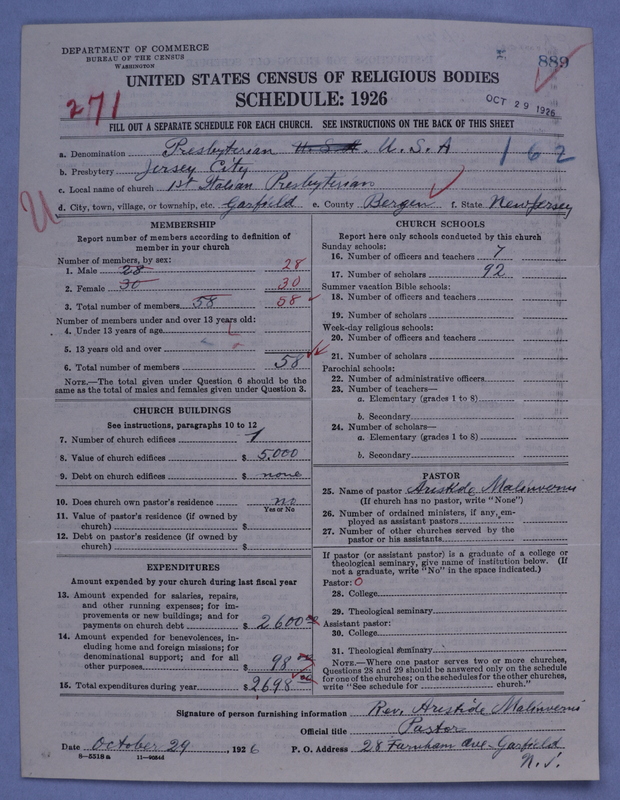 DEPARTMENT OF COMMERCE
BUREAU OF THE CENSUS
WASHINGTON
889
UNITED STATES CENSUS OF RELIGIOUS BODIES
SCHEDULE: 1926
OCT 29 1926
271
FILL OUT A SEPARATE SCHEDULE FOR EACH CHURCH. SEE INSTRUCTIONS ON THE BACK OF THIS SHEET
a. Denomination Presbyterian U.S.A. U.S.A 162
b. Presbytery Jersey City
c. Local name of church 1st Italian Presbyterian
d. City, town, village, or township, etc. Garfield e. County Bergen f. State New Jersey
MEMBERSHIP
Report number of members according to definition of
member in your church
Number of members, by sex:
1. Male 28 28
2. Female 30 30
3. Total number of members 58 58
Number of members under and over 13 years old:
4. Under 13 years of age
5. 13 years old and over
6. Total number of members 58
NOTE.—The total given under Question 6 should be the
same as the total of males and females given under Question 3.
CHURCH BUILDINGS
See instructions, paragraphs 10 to 12
7. Number of church edifices 1
8. Value of church edifices $ 5.000
9. Debt on church edifices $ none
10. Does church own pastor's residence no
Yes or No
11. Value of pastor's residence (if owned by
church) $
12. Debt on pastor's residence (if owned by
church) $
EXPENDITURES
Amount expended by your church during last fiscal year
13. Amount expended for salaries, repairs,
and other running expenses; for im-
provements or new buildings; and for
payments on church debt $ 2600
14. Amount expended for benevolences, in-
cluding home and foreign missions; for
denominational support; and for all
other purposes $ 98
15. Total expenditures during year $ 2698
CHURCH SCHOOLS
Report here only schools conducted by this church
Sunday schools:
16. Number of officers and teachers 7
17. Number of scholars 92
Summer vacation Bible schools:
18. Number of officers and teachers
19. Number of scholars
Week-day religious schools:
20. Number of officers and teachers
21. Number of scholars
Parochial schools:
22. Number of administrative officers
23. Number of teachers—
a. Elementary (grades 1 to 8)
b. Secondary
24. Number of scholars—
a. Elementary (grades 1 to 8)
b. Secondary
PASTOR
25. Name of pastor Aristide Malinverni
(If church has no pastor, write "None")
26. Number of ordained ministers, if any, em-
ployed as assistant pastors
27. Number of other churches served by the
pastor or his assistants
If pastor (or assistant pastor) is a graduate of a college or
theological seminary, give name of institution below. (If
not a graduate, write "No" in the space indicated.)
Pastor: O
28. College
29. Theological seminary
Assistant pastor:
30. College
31. Theological seminary
NOTE.—Where one pastor serves two or more churches,
Questions 28 and 29 should be answered only on the schedule
for one of the churches; on the schedules for the other churches,
write "See schedule for church."
Signature of person furnishing information Rev. Aristide Malinverni
Official title Pastor
Date October 29, 1926 P. O. Address 28 Farnham Ave - Garfield
N.J.
8—5318a 11—9054d